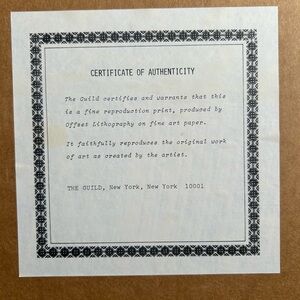 CERTIFICATE OF AUTHENTICITY
The Guild certifies and warrants that this
is a fine reproduction print, produced by
Offset Lithography on fine art paper.
It faithfully reproduces the original work
of art as created by the artist.
THE GUILD, New York, New York 10001